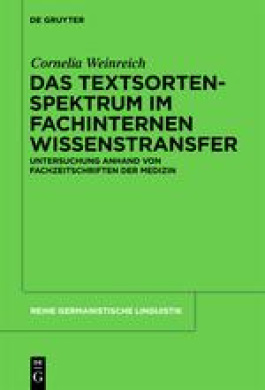 DE GRUYTER
Cornelia Weinreich
DAS TEXTSORTEN-
SPEKTRUM IM
FACHINTERNEN
WISSENSTRANSFER
UNTERSUCHUNG ANHAND VON
FACHZEITSCHRIFTEN DER MEDIZIN
REIHE GERMANISTISCHE LINGUISTIK
DE
G